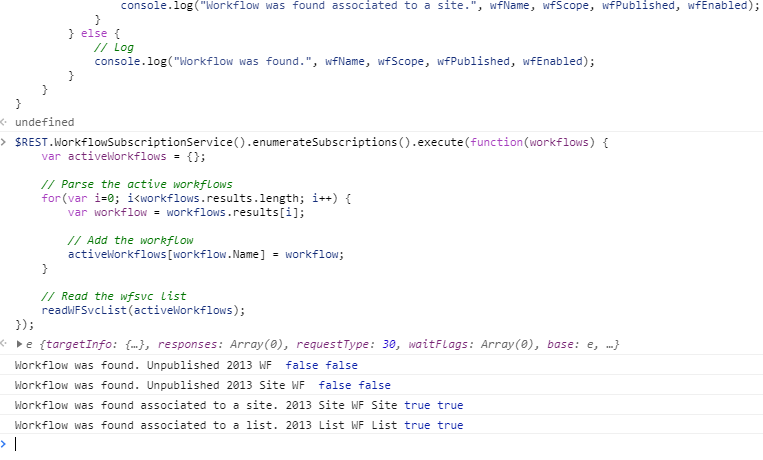 console.log("Workflow was found associated to a site.", wfName, wfScope, wfPublished, wfEnabled);
}
} else {
// Log
console.log("Workflow was found.", wfName, wfScope, wfPublished, wfEnabled);
}
}
}
undefined
$REST.WorkflowSubscriptionService().enumerateSubscriptions().execute(function(workflows) {
var activeWorkflows = {};
// Parse the active workflows
for(var i=0; i<workflows.results.length; i++) {
var workflow = workflows.results[i];
// Add the workflow
activeWorkflows[workflow.Name] = workflow;
}
// Read the wfsvc list
readWFSvcList(activeWorkflows);
});
e {targetInfo: {…}, responses: Array(0), requestType: 30, waitFlags: Array(0), base: e, …}
Workflow was found. Unpublished 2013 WF  false false
Workflow was found. Unpublished 2013 Site WF  false false
Workflow was found associated to a site. 2013 Site WF Site true true
Workflow was found associated to a list. 2013 List WF List true true